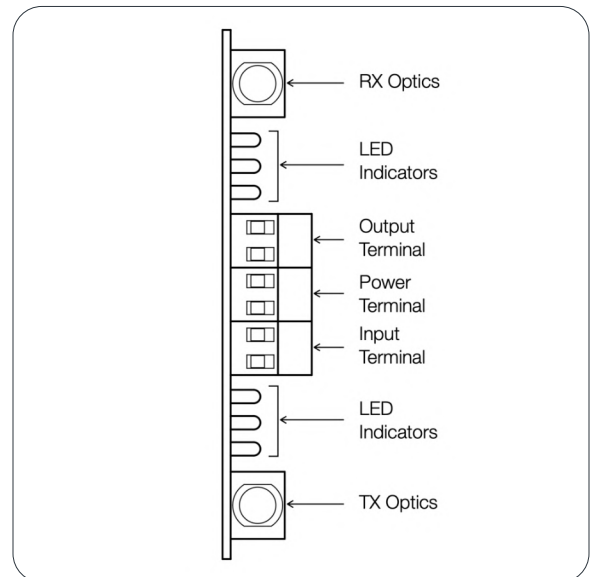 RX Optics
LED
Indicators
Output
Terminal
Power
Terminal
Input
Terminal
LED
Indicators
TX Optics